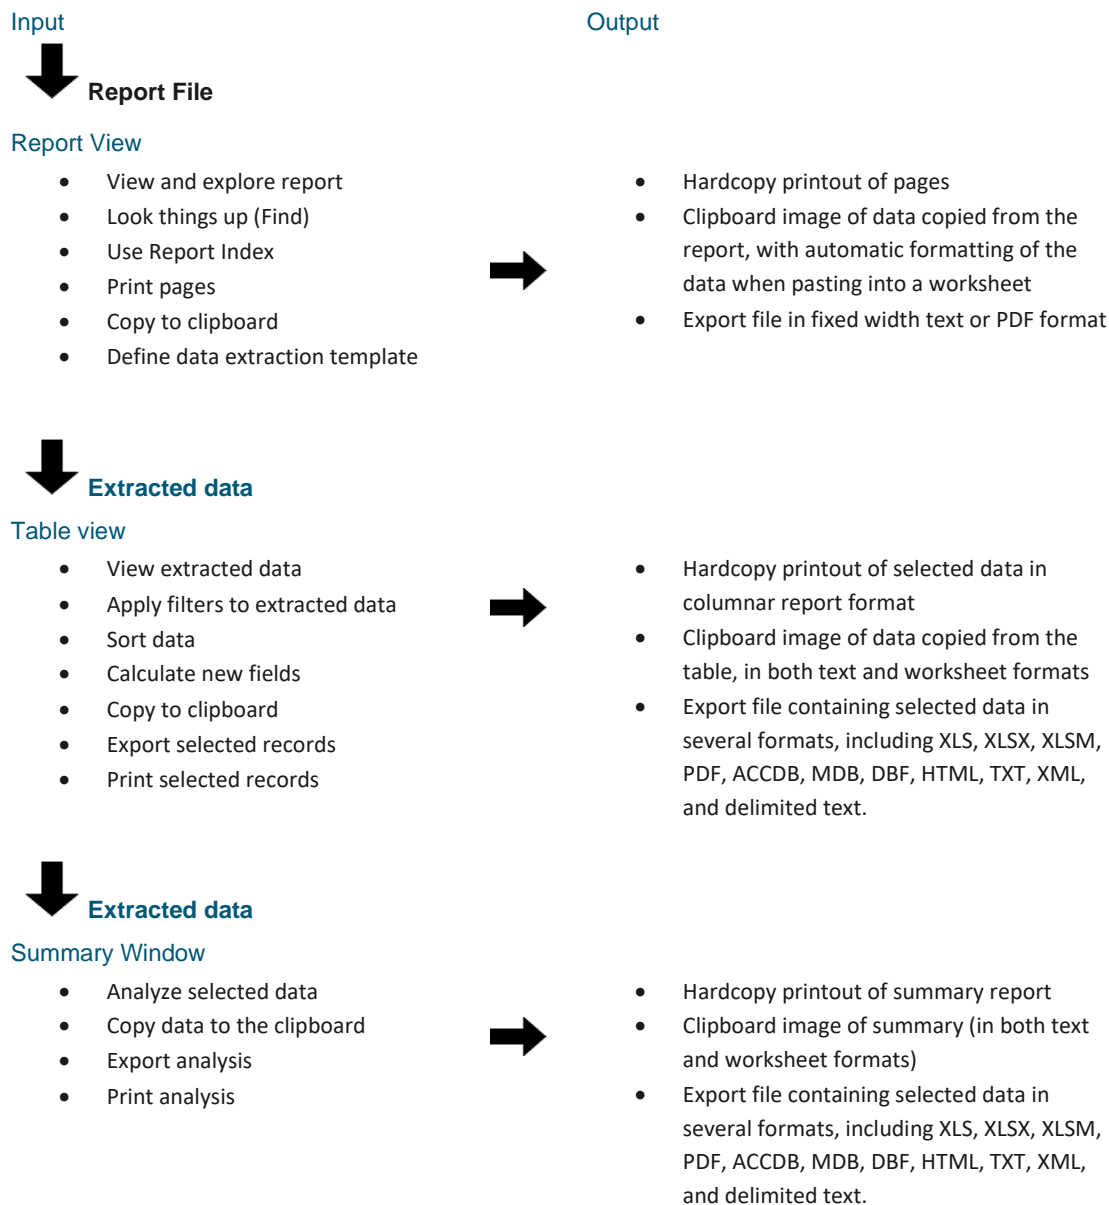 Input
Output
Report File
Report View
• View and explore report
• Look things up (Find)
• Use Report Index
• Print pages
• Copy to clipboard
• Define data extraction template
• Hardcopy printout of pages
• Clipboard image of data copied from the
report, with automatic formatting of the
data when pasting into a worksheet
• Export file in fixed width text or PDF format
Extracted data
Table view
• View extracted data
• Apply filters to extracted data
• Sort data
• Calculate new fields
• Copy to clipboard
• Export selected records
• Print selected records
• Hardcopy printout of selected data in
columnar report format
• Clipboard image of data copied from the
table, in both text and worksheet formats
• Export file containing selected data in
several formats, including XLS, XLSX, XLSM,
PDF, ACCDB, MDB, DBF, HTML, TXT, XML,
and delimited text.
Extracted data
Summary Window
• Analyze selected data
• Copy data to the clipboard
• Export analysis
• Print analysis
• Hardcopy printout of summary report
• Clipboard image of summary (in both text
and worksheet formats)
• Export file containing selected data in
several formats, including XLS, XLSX, XLSM,
PDF, ACCDB, MDB, DBF, HTML, TXT, XML,
and delimited text.